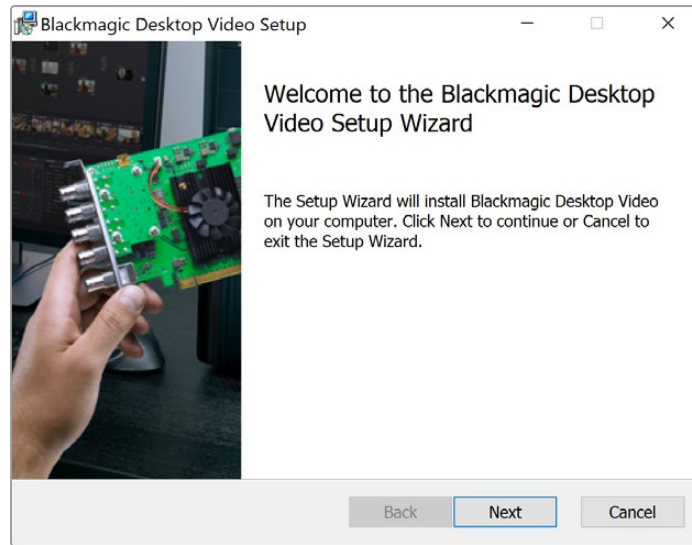 Blackmagic Desktop Video Setup
Welcome to the Blackmagic Desktop
Video Setup Wizard
The Setup Wizard will install Blackmagic Desktop Video
on your computer. Click Next to continue or Cancel to
exit the Setup Wizard.
Back Next Cancel